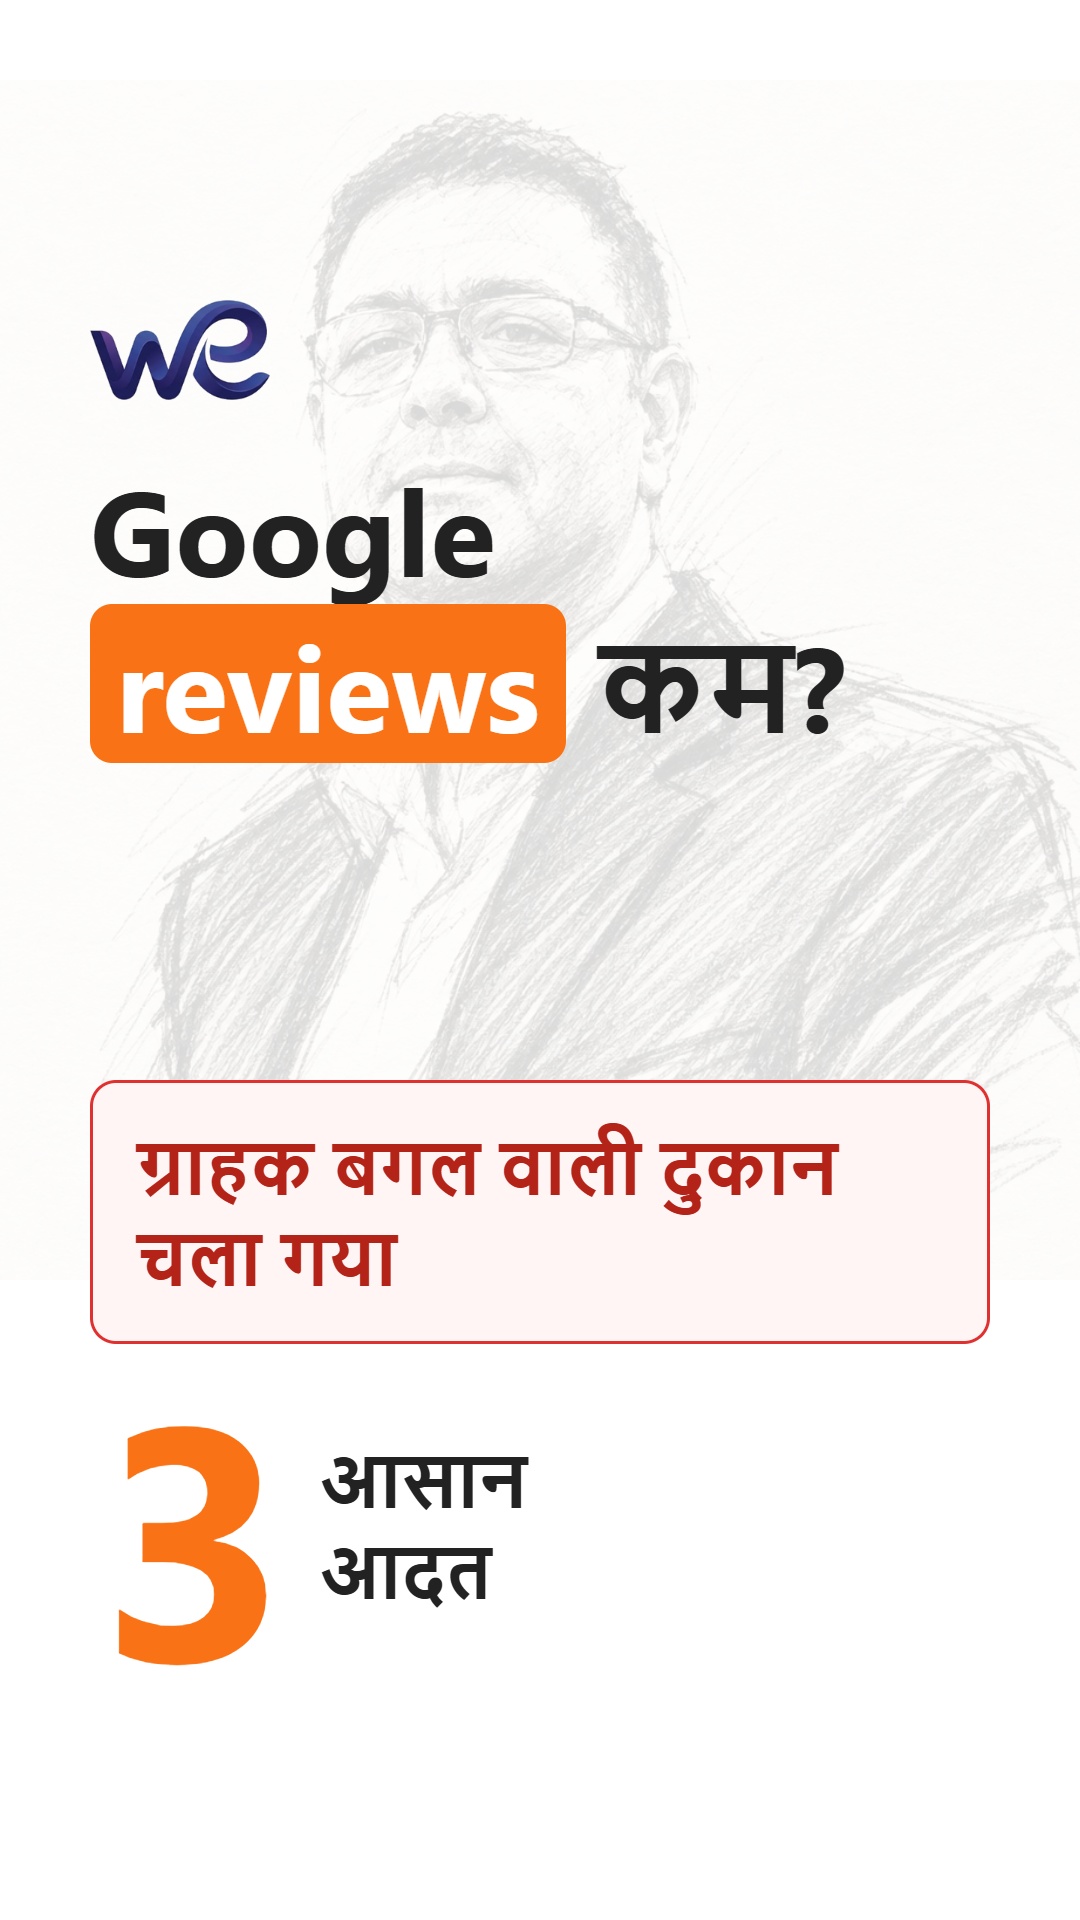 we
Google
reviews कम?
ग्राहक बगल वाली दुकान
चला गया
3
आसान
आदत